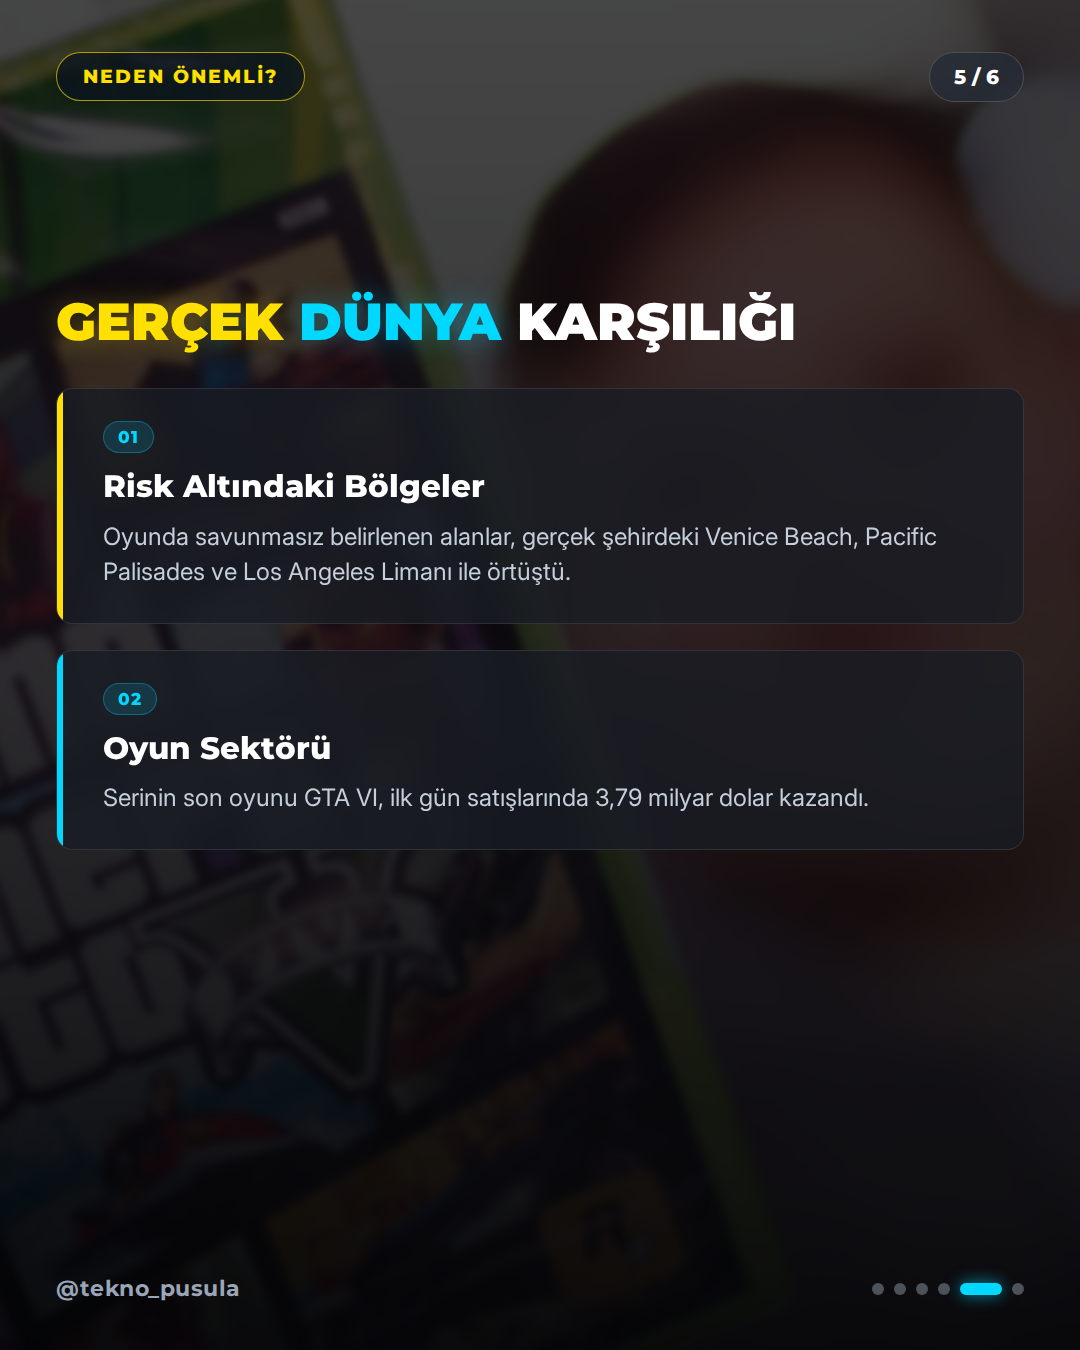 NEDEN ÖNEMLİ?
5 / 6
GERÇEK DÜNYA KARŞILIĞI
01
Risk Altındaki Bölgeler
Oyunda savunmasız belirlenen alanlar, gerçek şehirdeki Venice Beach, Pacific
Palisades ve Los Angeles Limanı ile örtüştü.
02
Oyun Sektörü
Serinin son oyunu GTA VI, ilk gün satışlarında 3,79 milyar dolar kazandı.
@tekno_pusula